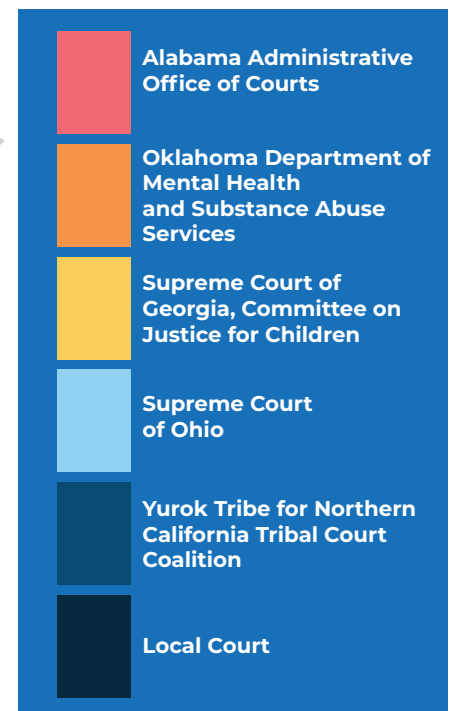 Alabama Administrative
Office of Courts
Oklahoma Department of
Mental Health
and Substance Abuse
Services
Supreme Court of
Georgia, Committee on
Justice for Children
Supreme Court
of Ohio
Yurok Tribe for Northern
California Tribal Court
Coalition
Local Court